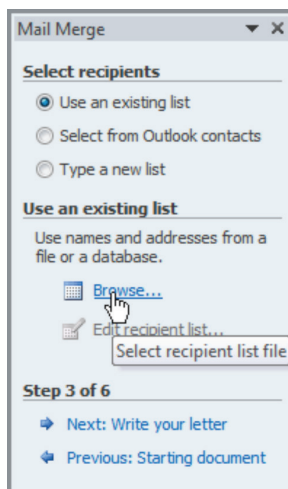 Mail Merge
Select recipients
Use an existing list
Select from Outlook contacts
Type a new list
Use an existing list
Use names and addresses from a
file or a database.
Browse...
Edit recipient list...
Select recipient list file
Step 3 of 6
Next: Write your letter
Previous: Starting document